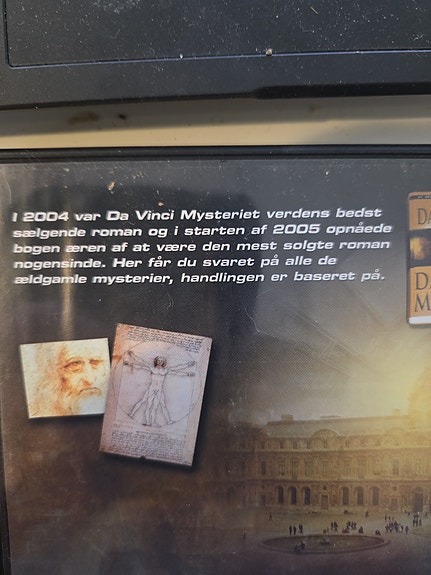 I 2004 var Da Vinci Mysteriet verdens bedst
sælgende roman og i starten af 2005 opnåede
bogen æren af at være den mest solgte roman
nogensinde. Her får du svaret på alle de
ældgamle mysterier, handlingen er baseret på.
DA
D
M